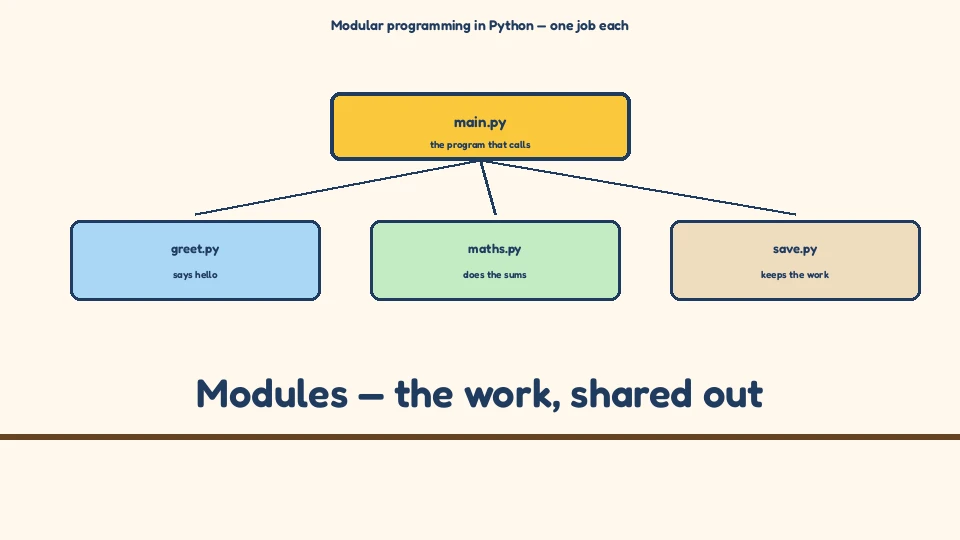 Modular programming in Python — one job each
main.py
the program that calls
greet.py
says hello
maths.py
does the sums
save.py
keeps the work
Modules — the work, shared out